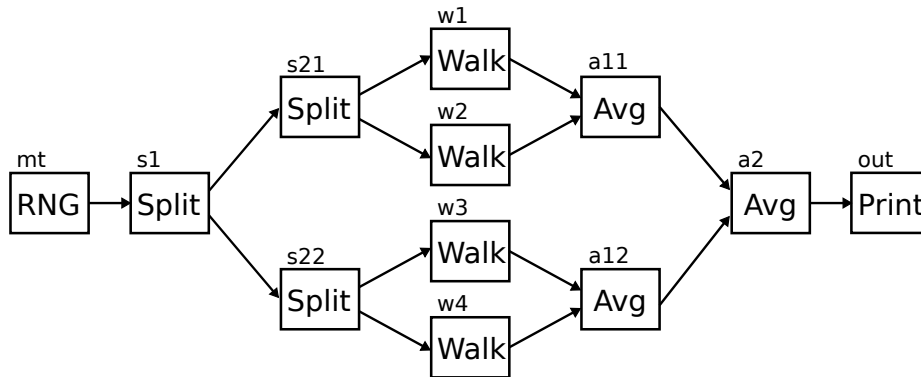 mt
RNG
s1
Split
s21
Split
s22
Split
w1
Walk
w2
Walk
w3
Walk
w4
Walk
a11
Avg
a12
Avg
a2
Avg
out
Print